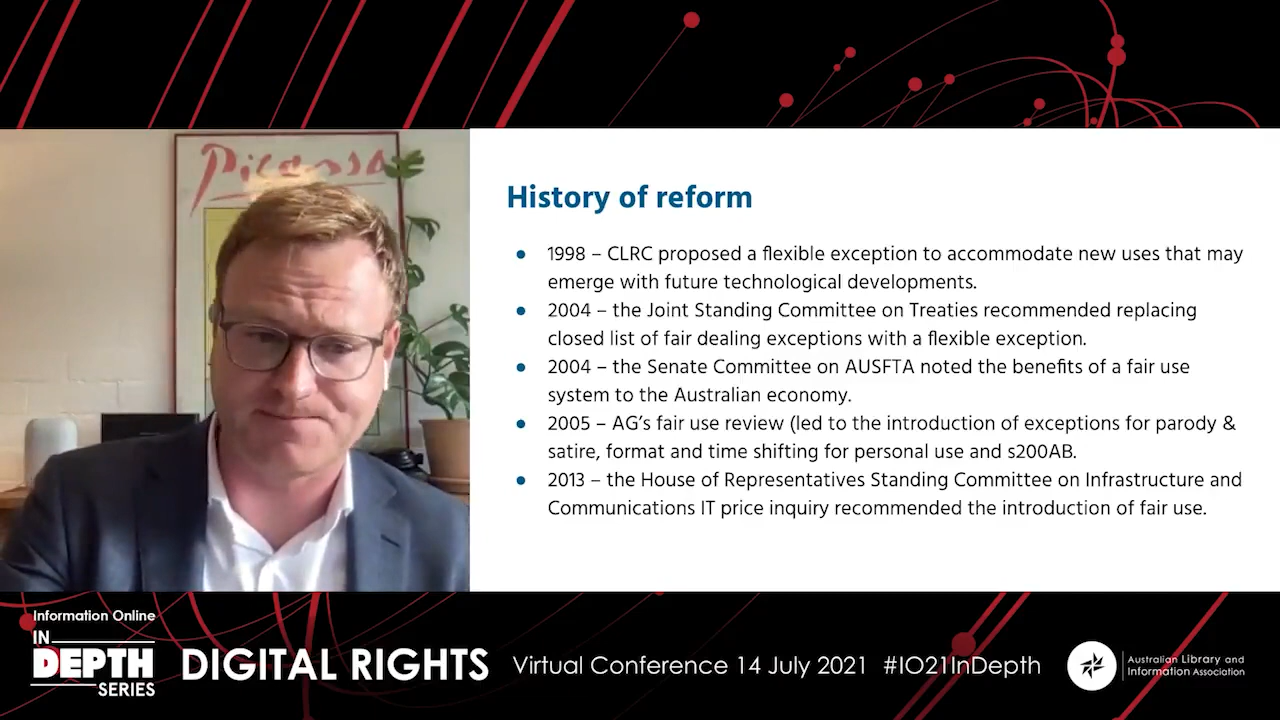 Picasso
History of reform
• 1998 – CLRC proposed a flexible exception to accommodate new uses that may
emerge with future technological developments.
• 2004 – the Joint Standing Committee on Treaties recommended replacing
closed list of fair dealing exceptions with a flexible exception.
• 2004 – the Senate Committee on AUSFTA noted the benefits of a fair use
system to the Australian economy.
• 2005 – AG’s fair use review (led to the introduction of exceptions for parody &
satire, format and time shifting for personal use and s200AB.
• 2013 – the House of Representatives Standing Committee on Infrastructure and
Communications IT price inquiry recommended the introduction of fair use.
Information Online
IN
DEPTH
SERIES
DIGITAL RIGHTS
Virtual Conference 14 July 2021 #IO21InDepth
Australian Library and
Information Association